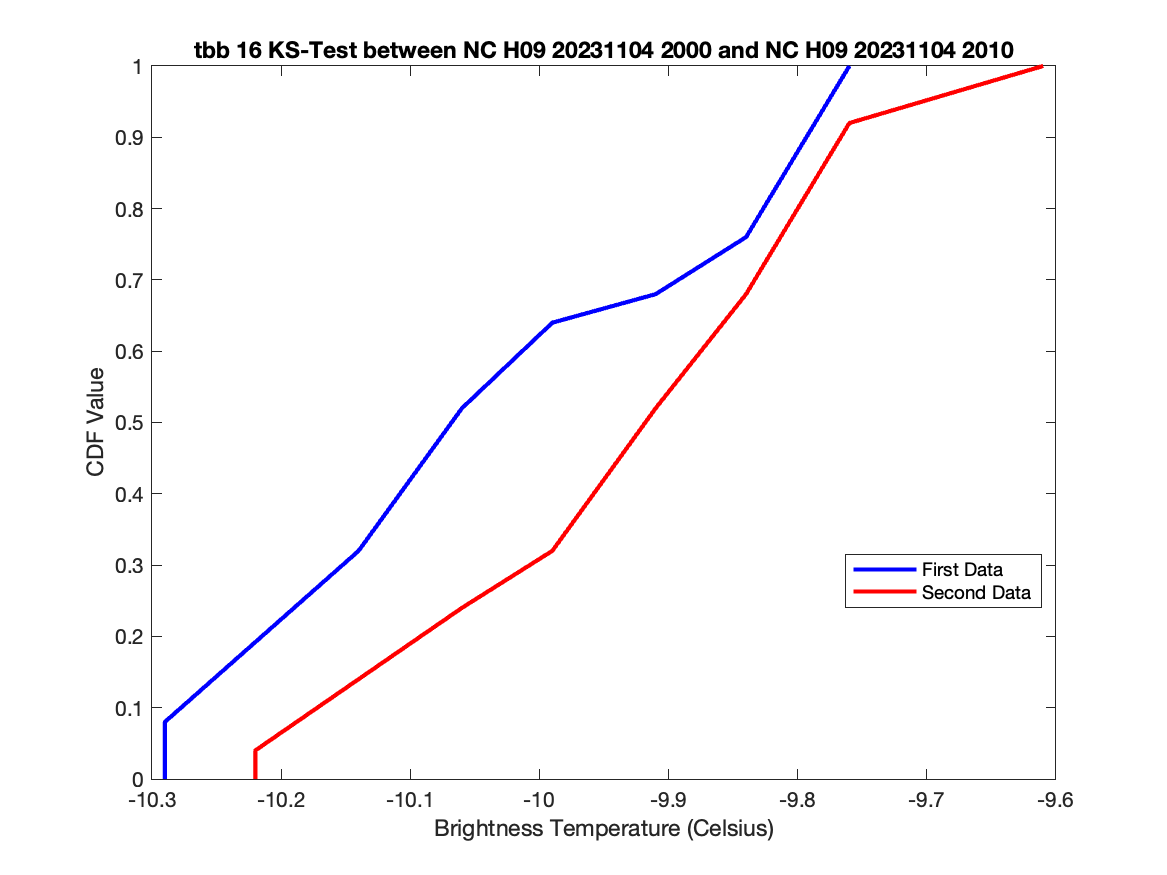 tbb 16 KS-Test between NC H09 20231104 2000 and NC H09 20231104 2010
1
0.9
0.8
0.7
0.6
0.5
0.4
0.3
0.2
0.1
0
CDF Value
First Data
Second Data
-10.3 -10.2 -10.1 -10 -9.9 -9.8 -9.7 -9.6
Brightness Temperature (Celsius)